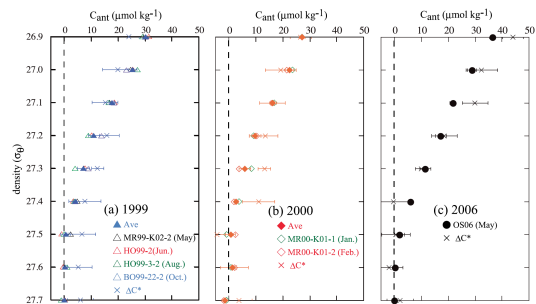 C_ant (μmol kg⁻¹) C_ant (μmol kg⁻¹) C_ant (μmol kg⁻¹)
0 10 20 30 40 50 0 10 20 30 40 50 0 10 20 30 40 50
26.9
27.0
27.1
27.2
27.3
27.4
27.5
27.6
27.7
density (σ_θ)
(a) 1999
Ave
MR99-K02-2 (May)
HO99-2(Jun.)
HO99-3-2 (Aug.)
BO99-22-2 (Oct.)
ΔC*
(b) 2000
Ave
MR00-K01-1 (Jan.)
MR00-K01-2 (Feb.)
ΔC*
(c) 2006
OS06 (May)
ΔC*